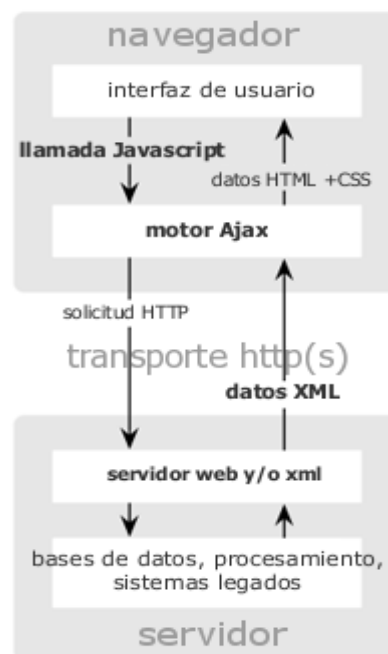 navegador
interfaz de usuario
llamada Javascript
datos HTML +CSS
motor Ajax
solicitud HTTP
transporte http(s)
datos XML
servidor web y/o xml
bases de datos, procesamiento,
sistemas legados
servidor